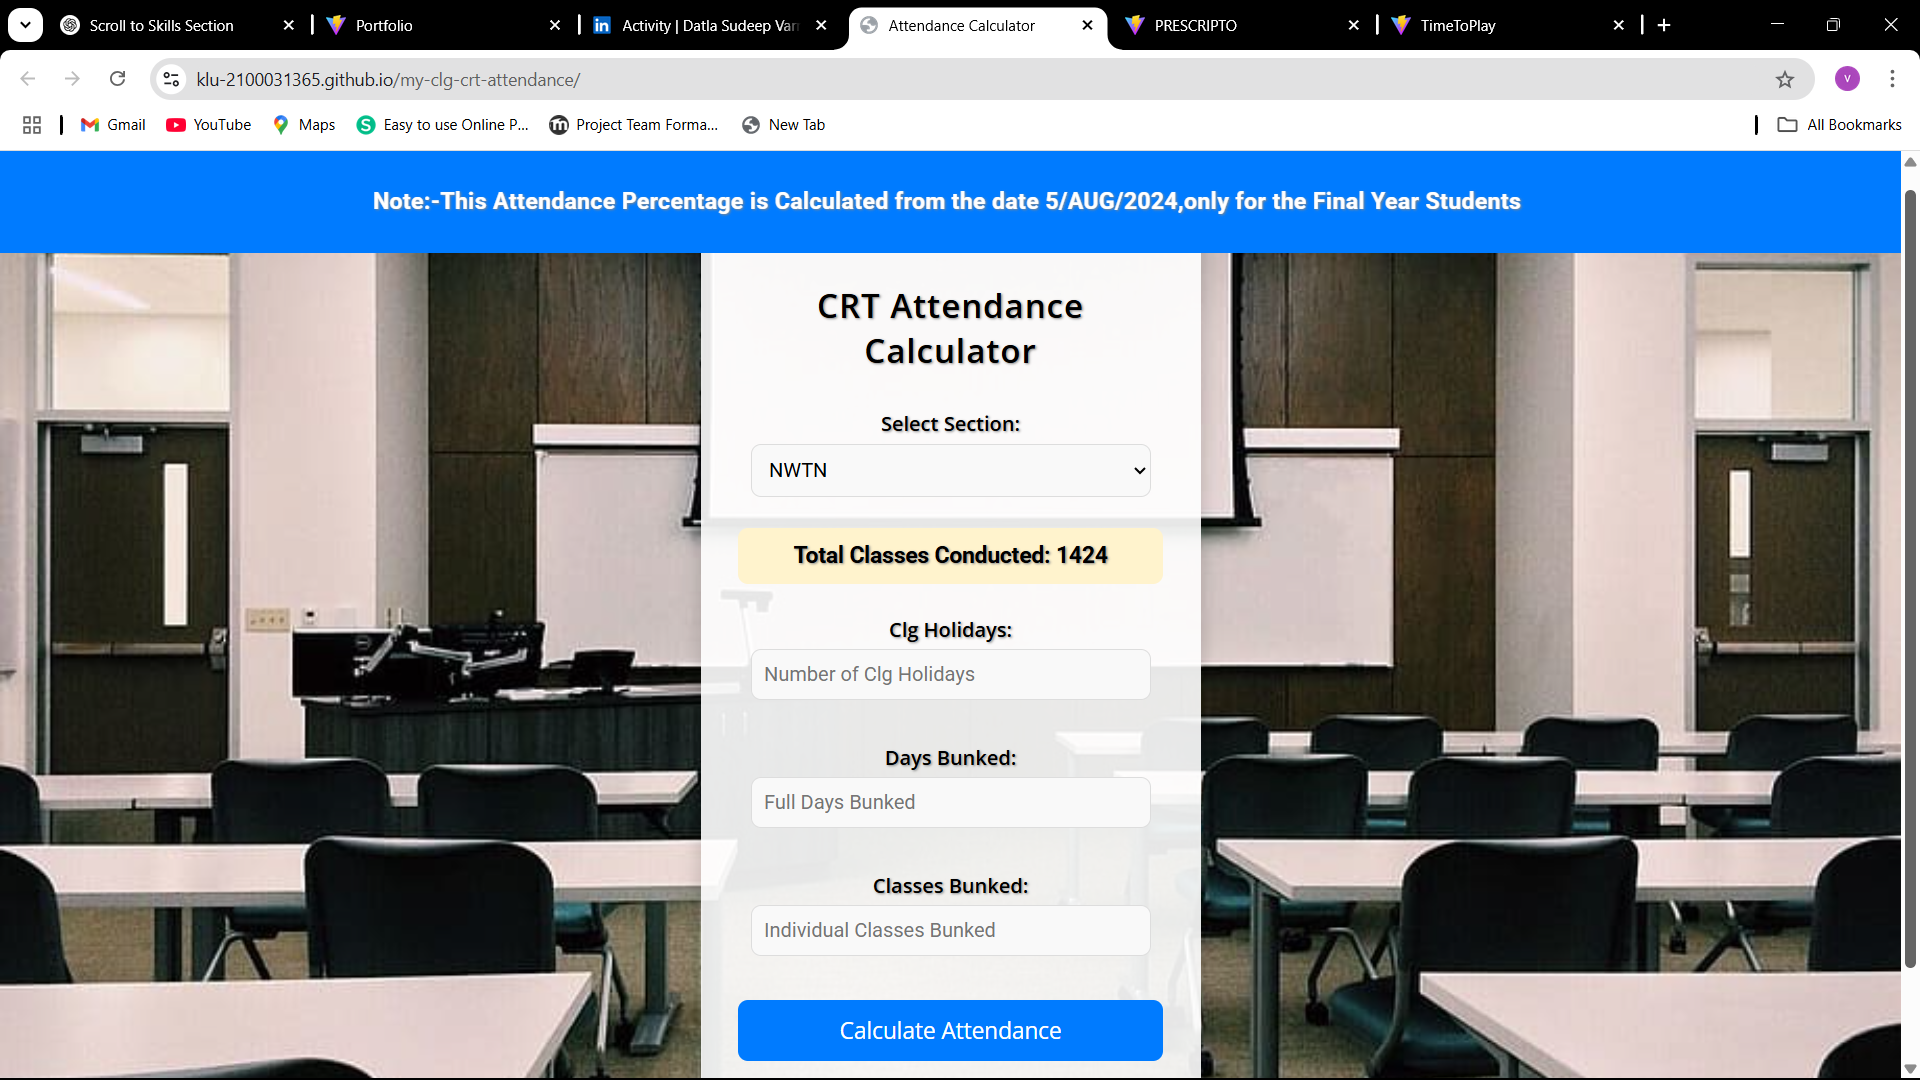 Scroll to Skills Section
Portfolio
in Activity | Datla Sudeep Var
Attendance Calculator
PRESCRIPTO
TimeToPlay
klu-2100031365.github.io/my-clg-crt-attendance/
V
Gmail
YouTube
Maps
S Easy to use Online P...
m Project Team Forma...
New Tab
All Bookmarks
Note:-This Attendance Percentage is Calculated from the date 5/AUG/2024,only for the Final Year Students
CRT Attendance
Calculator
Select Section:
NWTN
Total Classes Conducted: 1424
Clg Holidays:
Number of Clg Holidays
Days Bunked:
Full Days Bunked
Classes Bunked:
Individual Classes Bunked
Calculate Attendance